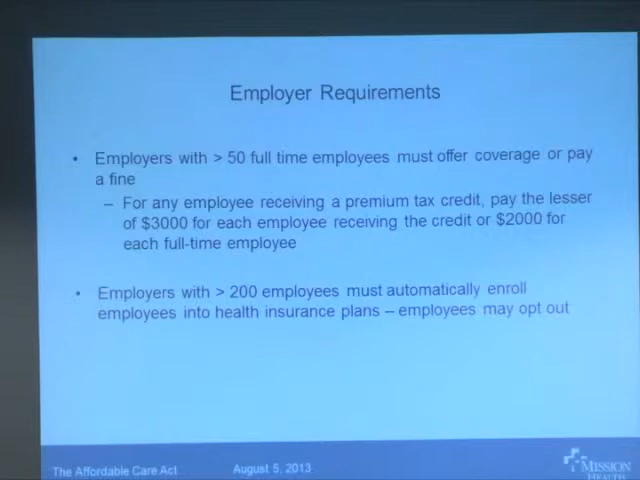 Employer Requirements
• Employers with > 50 full time employees must offer coverage or pay
a fine
– For any employee receiving a premium tax credit, pay the lesser
of $3000 for each employee receiving the credit or $2000 for
each full-time employee
• Employers with > 200 employees must automatically enroll
employees into health insurance plans – employees may opt out
The Affordable Care Act August 5, 2013
MISSION
HEALTH